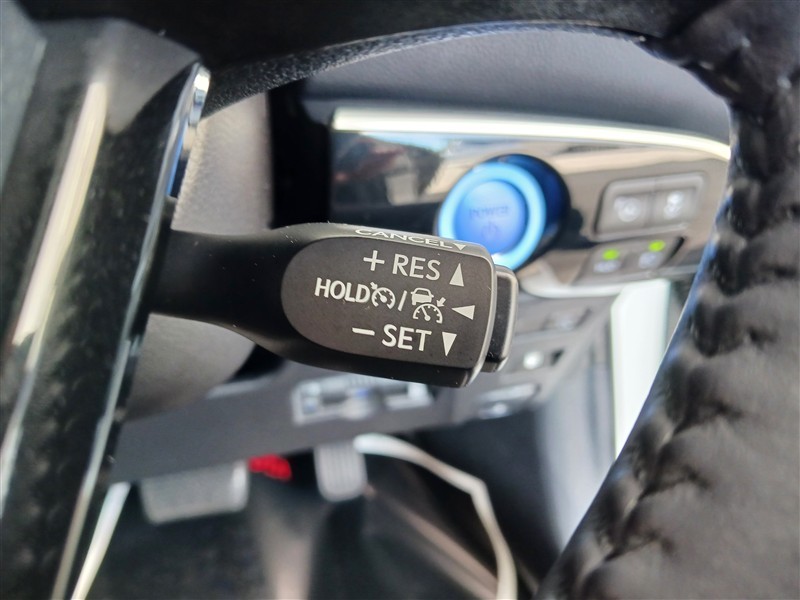 CANCEL
+ RES
HOLD /
− SET
POWER